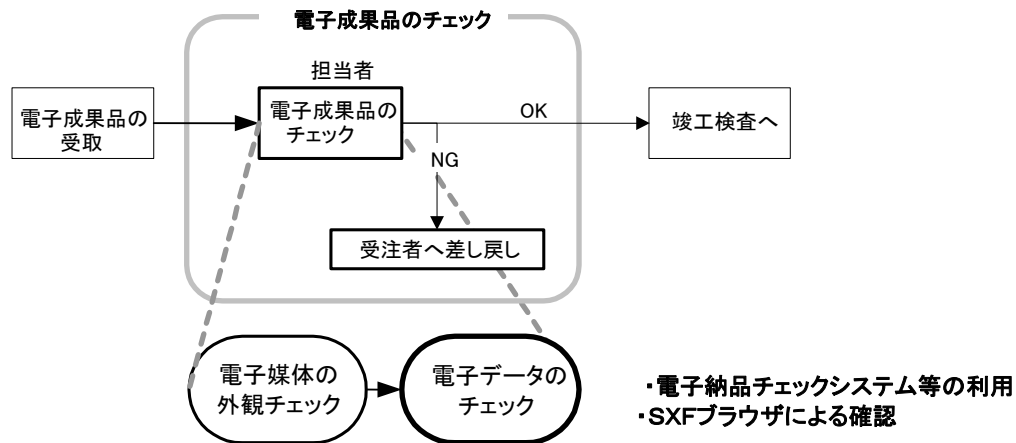 電子成果品のチェック
担当者
電子成果品の
受取
電子成果品の
チェック
OK
竣工検査へ
NG
受注者へ差し戻し
電子媒体の
外観チェック
電子データの
チェック
・電子納品チェックシステム等の利用
・SXFブラウザによる確認